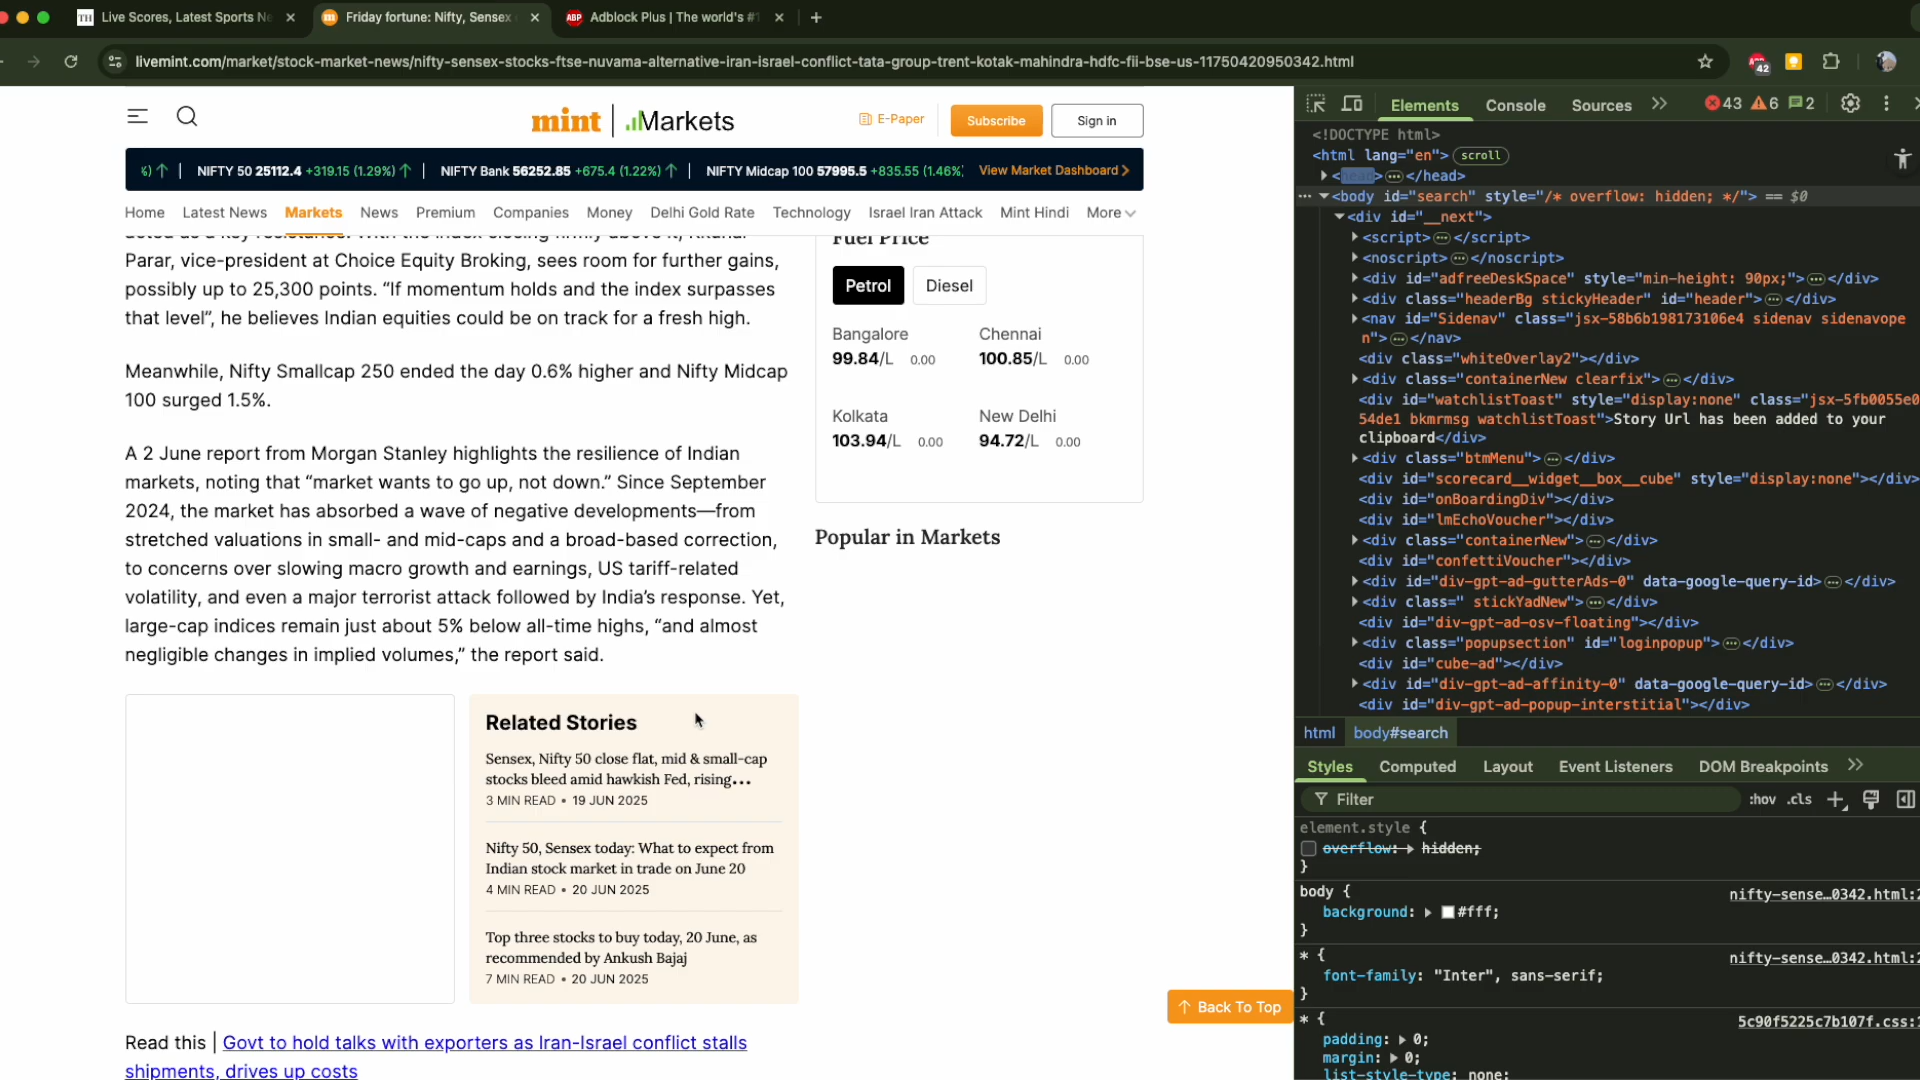 Live Scores, Latest Sports Ne
Friday fortune: Nifty, Sensex
Adblock Plus | The world's #1
livemint.com/market/stock-market-news/nifty-sensex-stocks-ftse-nuvama-alternative-iran-israel-conflict-tata-group-trent-kotak-mahindra-hdfc-fii-bse-us-11750420950342.html
42
mint | Markets
E-Paper
Subscribe
Sign in
%) ↑ | NIFTY 50 25112.4 +319.15 (1.29%) ↑ | NIFTY Bank 56252.85 +675.4 (1.22%) ↑ | NIFTY Midcap 100 57995.5 +835.55 (1.46%) View Market Dashboard >
Home Latest News Markets News Premium Companies Money Delhi Gold Rate Technology Israel Iran Attack Mint Hindi More
Parar, vice-president at Choice Equity Broking, sees room for further gains,
possibly up to 25,300 points. “If momentum holds and the index surpasses
that level”, he believes Indian equities could be on track for a fresh high.
Meanwhile, Nifty Smallcap 250 ended the day 0.6% higher and Nifty Midcap
100 surged 1.5%.
A 2 June report from Morgan Stanley highlights the resilience of Indian
markets, noting that “market wants to go up, not down.” Since September
2024, the market has absorbed a wave of negative developments—from
stretched valuations in small- and mid-caps and a broad-based correction,
to concerns over slowing macro growth and earnings, US tariff-related
volatility, and even a major terrorist attack followed by India’s response. Yet,
large-cap indices remain just about 5% below all-time highs, “and almost
negligible changes in implied volumes,” the report said.
Related Stories
Sensex, Nifty 50 close flat, mid & small-cap
stocks bleed amid hawkish Fed, rising...
3 MIN READ • 19 JUN 2025
Nifty 50, Sensex today: What to expect from
Indian stock market in trade on June 20
4 MIN READ • 20 JUN 2025
Top three stocks to buy today, 20 June, as
recommended by Ankush Bajaj
7 MIN READ • 20 JUN 2025
Read this | Govt to hold talks with exporters as Iran-Israel conflict stalls
shipments, drives up costs
Fuel Price
Petrol
Diesel
Bangalore
99.84/L 0.00
Chennai
100.85/L 0.00
Kolkata
103.94/L 0.00
New Delhi
94.72/L 0.00
Popular in Markets
↑ Back To Top
Elements Console Sources >> 43 6 2
<!DOCTYPE html>
<html lang="en"> scroll
<head> ⋯ </head>
⋯ <body id="search" style="/* overflow: hidden; */"> == $0
<div id="__next">
<script> ⋯ </script>
<noscript> ⋯ </noscript>
<div id="adfreeDeskSpace" style="min-height: 90px;"> ⋯ </div>
<div class="headerBg stickyHeader" id="header"> ⋯ </div>
<nav id="Sidenav" class="jsx-58b6b198173106e4 sidenav sidenavope
n"> ⋯ </nav>
<div class="whiteOverlay2"></div>
<div class="containerNew clearfix"> ⋯ </div>
<div id="watchlistToast" style="display:none" class="jsx-5fb0055e0
54de1 bkmrmsg watchlistToast">Story Url has been added to your
clipboard</div>
<div class="btmMenu"> ⋯ </div>
<div id="scorecard__widget__box__cube" style="display:none"></div>
<div id="onBoardingDiv"></div>
<div id="lmEchoVoucher"></div>
<div id="containerNew"> ⋯ </div>
<div id="confettiVoucher"></div>
<div id="div-gpt-ad-gutterAds-0" data-google-query-id> ⋯ </div>
<div class=" stickYadNew"> ⋯ </div>
<div id="div-gpt-ad-osv-floating"></div>
<div class="popupsection" id="loginpopup"> ⋯ </div>
<div id="cube-ad"></div>
<div id="div-gpt-ad-affinity-0" data-google-query-id> ⋯ </div>
<div id="div-gpt-ad-popup-interstitial"></div>
html body#search
Styles Computed Layout Event Listeners DOM Breakpoints >>
Filter :hov .cls +
element.style {
overflow: hidden;
}
body { nifty-sense…0342.html:2
background: #fff;
}
* { nifty-sense…0342.html:2
font-family: "Inter", sans-serif;
}
* { 5c90f5225c7b107f.css:1
padding: 0;
margin: 0;
list-style-type: none;